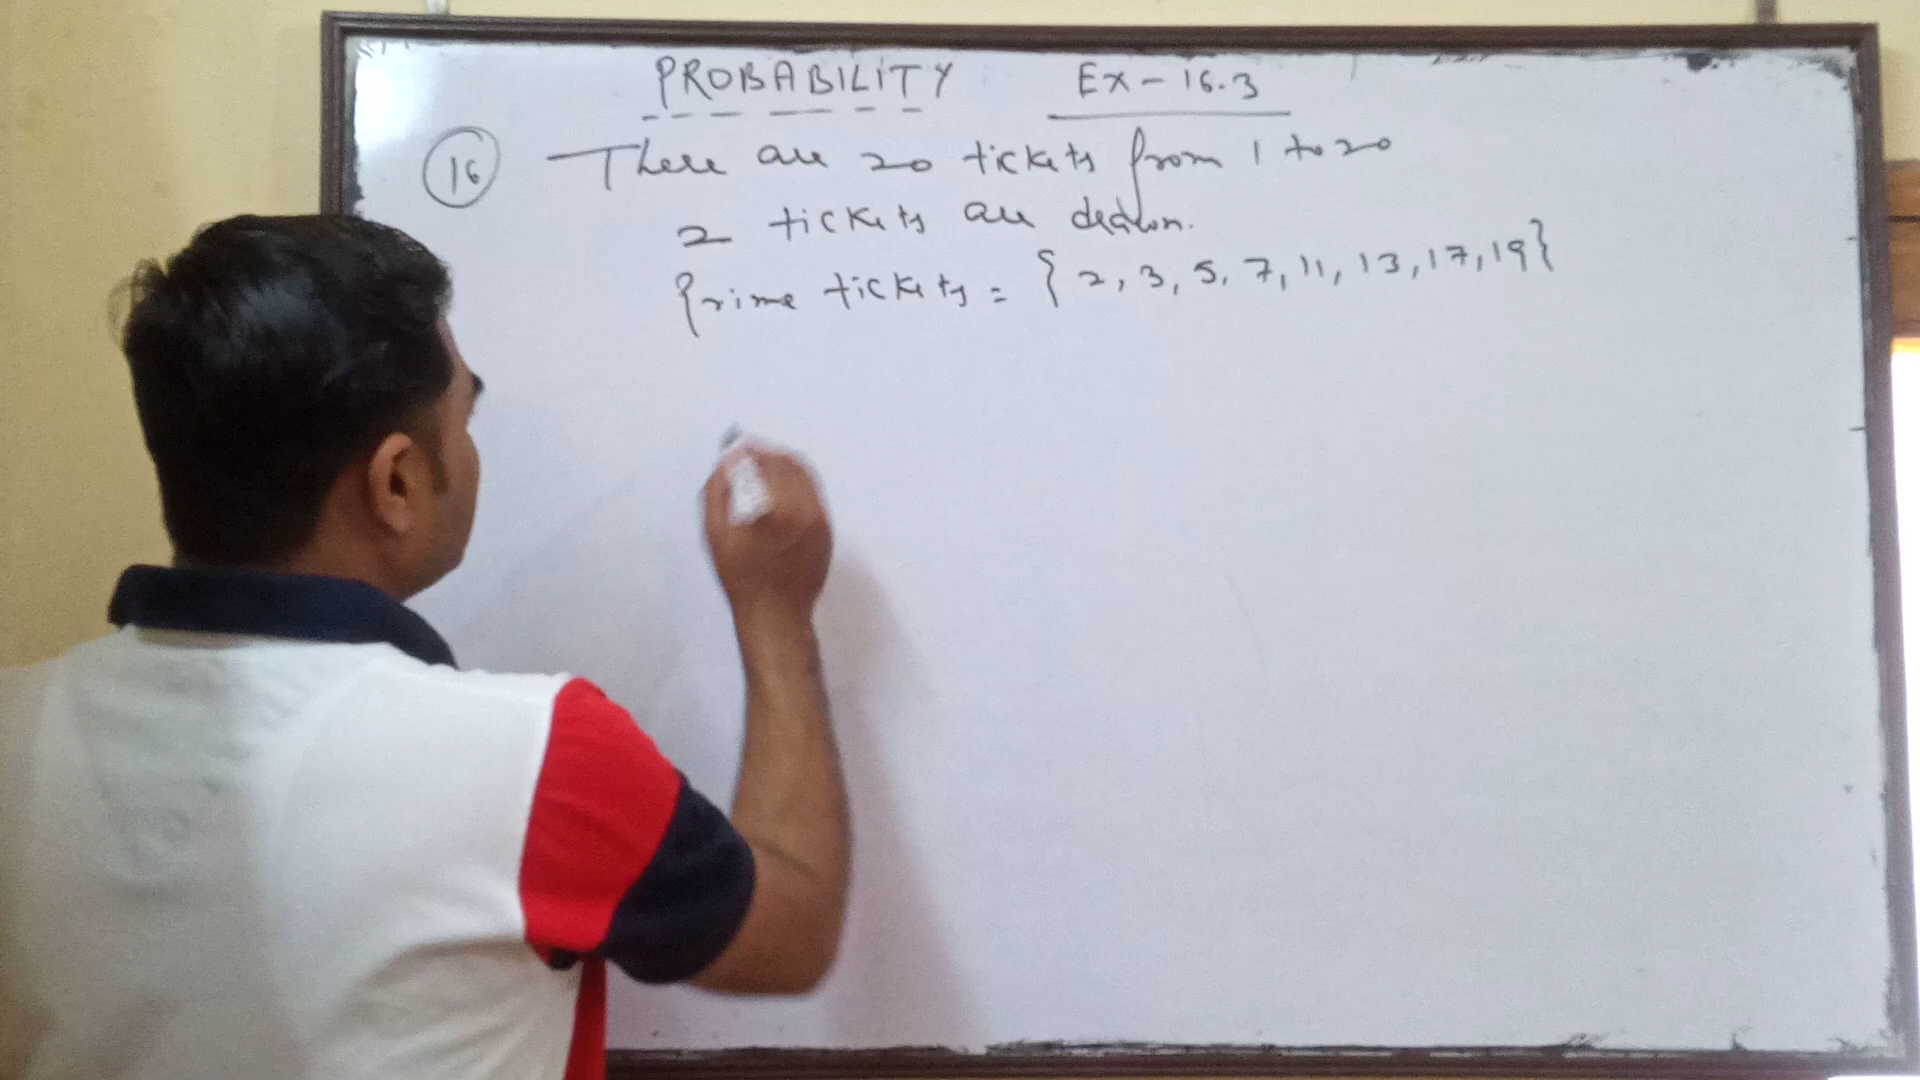 PROBABILITY Ex-16.3
16 There are 20 tickets from 1 to 20
2 tickets are drawn.
Prime tickets = {2, 3, 5, 7, 11, 13, 17, 19}